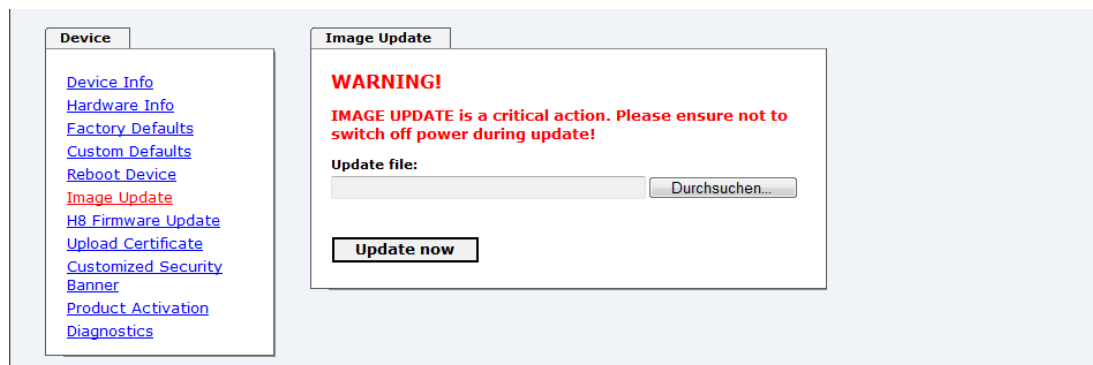 Device
Device Info
Hardware Info
Factory Defaults
Custom Defaults
Reboot Device
Image Update
H8 Firmware Update
Upload Certificate
Customized Security
Banner
Product Activation
Diagnostics
Image Update
WARNING!
IMAGE UPDATE is a critical action. Please ensure not to
switch off power during update!
Update file:
Durchsuchen...
Update now